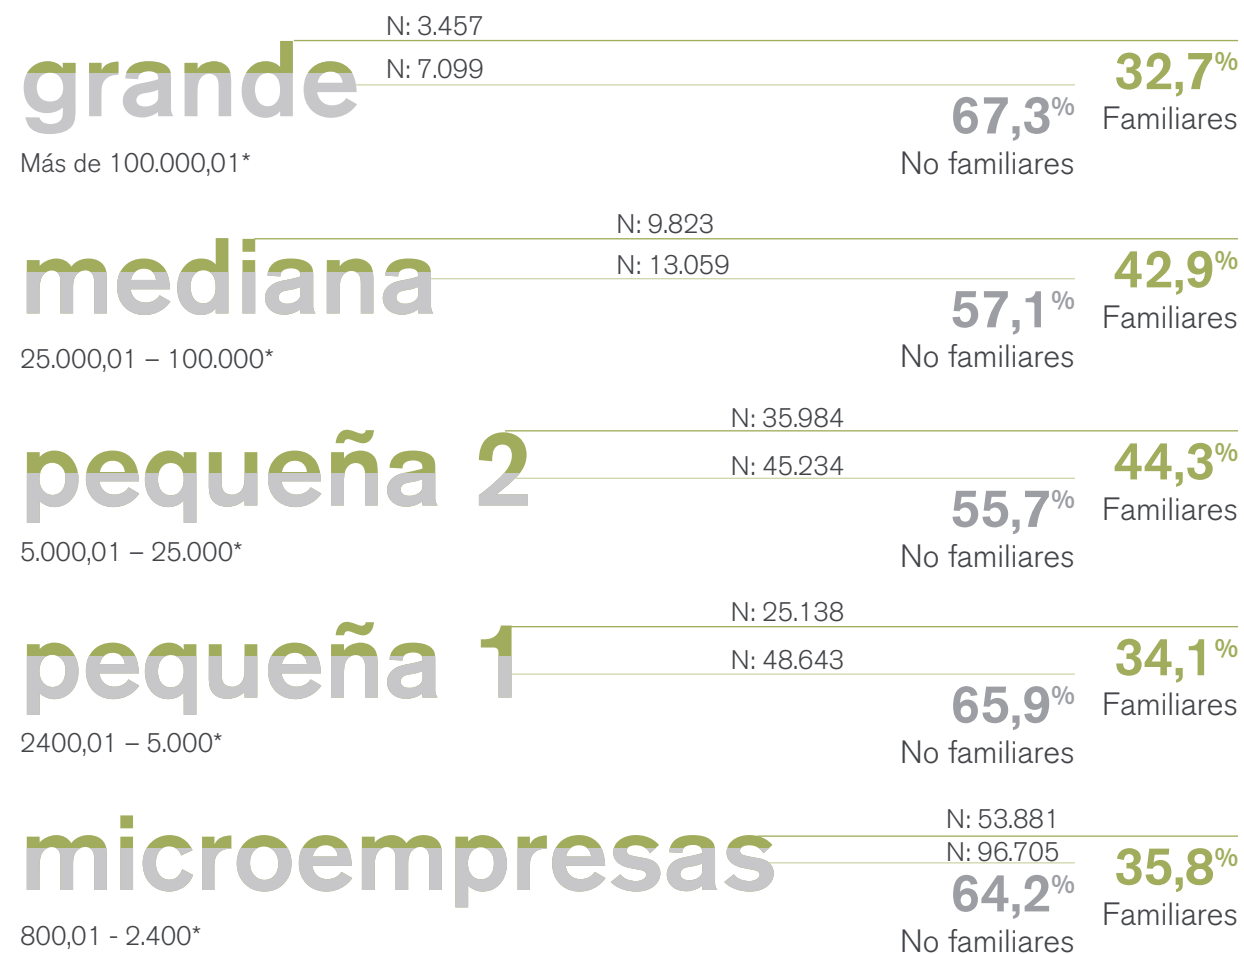 N: 3.457
grande
N: 7.099
32,7%
Familiares
67,3%
No familiares
Más de 100.000,01*
N: 9.823
mediana
N: 13.059
42,9%
Familiares
57,1%
No familiares
25.000,01 – 100.000*
N: 35.984
pequeña 2
N: 45.234
44,3%
Familiares
55,7%
No familiares
5.000,01 – 25.000*
N: 25.138
pequeña 1
N: 48.643
34,1%
Familiares
65,9%
No familiares
2400,01 – 5.000*
N: 53.881
microempresas
N: 96.705
35,8%
Familiares
64,2%
No familiares
800,01 - 2.400*